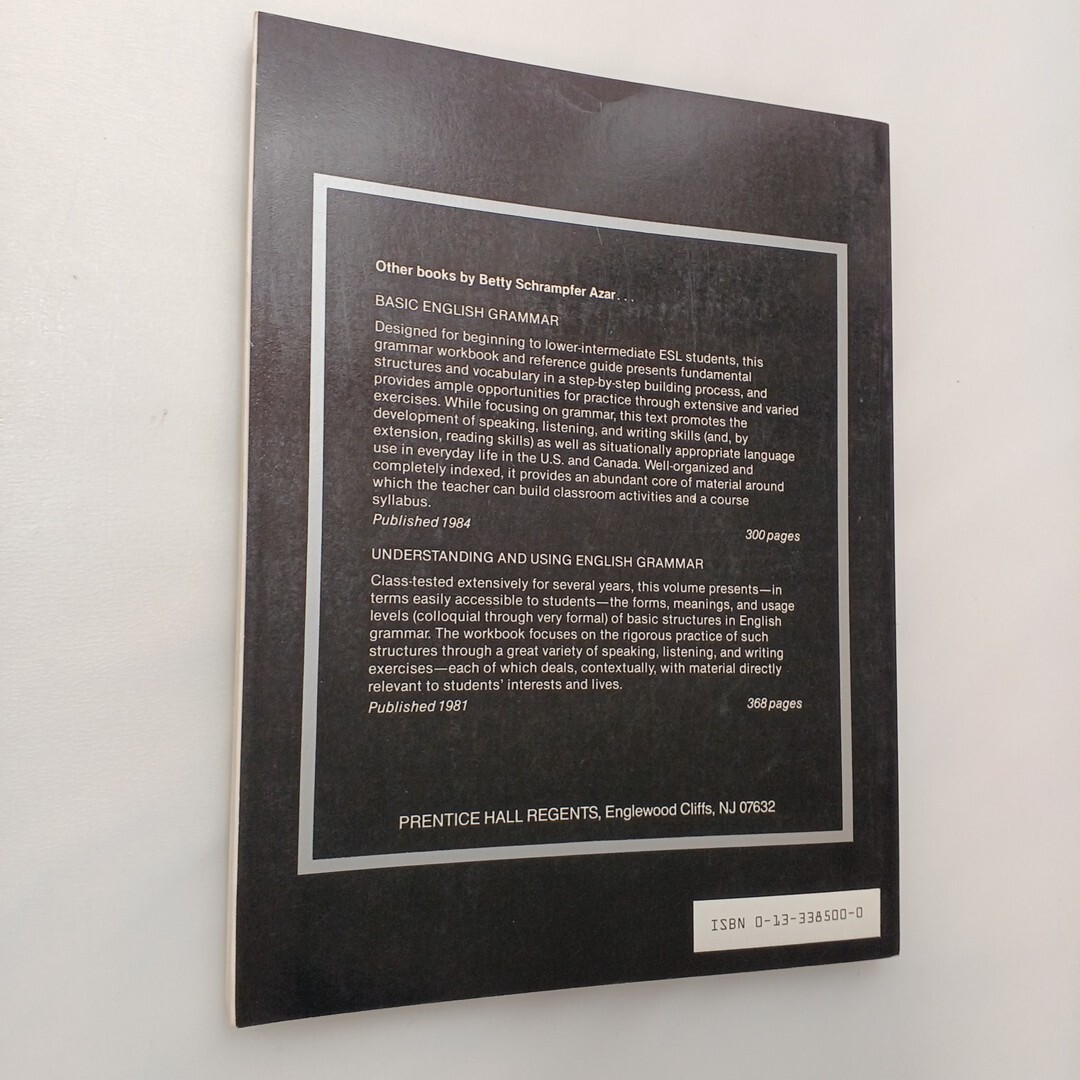 Other books by Betty Schrampfer Azar...
BASIC ENGLISH GRAMMAR
Designed for beginning to lower-intermediate ESL students, this
grammar workbook and reference guide presents fundamental
structures and vocabulary in a step-by-step building process, and
provides ample opportunities for practice through extensive and varied
exercises. While focusing on grammar, this text promotes the
development of speaking, listening, and writing skills (and, by
extension, reading skills) as well as situationally appropriate language
use in everyday life in the U.S. and Canada. Well-organized and
completely indexed, it provides an abundant core of material around
which the teacher can build classroom activities and a course
syllabus.
Published 1984 300 pages
UNDERSTANDING AND USING ENGLISH GRAMMAR
Class-tested extensively for several years, this volume presents—in
terms easily accessible to students—the forms, meanings, and usage
levels (colloquial through very formal) of basic structures in English
grammar. The workbook focuses on the rigorous practice of such
structures through a great variety of speaking, listening, and writing
exercises—each of which deals, contextually, with material directly
relevant to students' interests and lives.
Published 1981 368 pages
PRENTICE HALL REGENTS, Englewood Cliffs, NJ 07632
ISBN 0-13-338500-0